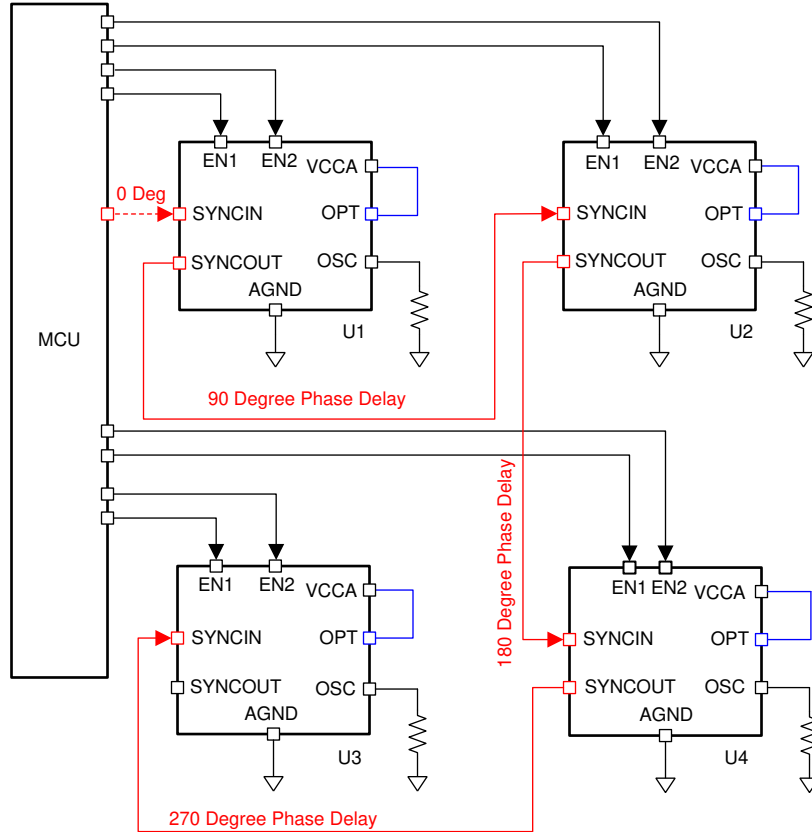 MCU
0 Deg
EN1
EN2
VCCA
SYNCIN
OPT
SYNCOUT
OSC
AGND
U1
EN1
EN2
VCCA
SYNCIN
OPT
SYNCOUT
OSC
AGND
U2
90 Degree Phase Delay
180 Degree Phase Delay
EN1
EN2
VCCA
SYNCIN
OPT
SYNCOUT
OSC
AGND
U3
EN1
EN2
VCCA
SYNCIN
OPT
SYNCOUT
OSC
AGND
U4
270 Degree Phase Delay